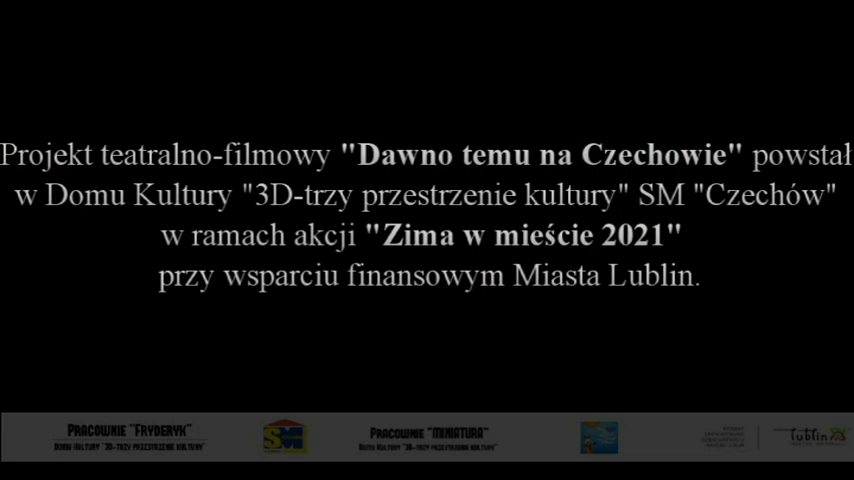 Projekt teatralno-filmowy "Dawno temu na Czechowie" powstał
w Domu Kultury "3D-trzy przestrzenie kultury" SM "Czechów"
w ramach akcji "Zima w mieście 2021"
przy wsparciu finansowym Miasta Lublin.
Pracownie "Fryderyk"
Domu Kultury "3D-trzy przestrzenie kultury"
SM
Pracownie "Miniatura"
Domu Kultury "3D-trzy przestrzenie kultury"
lublin